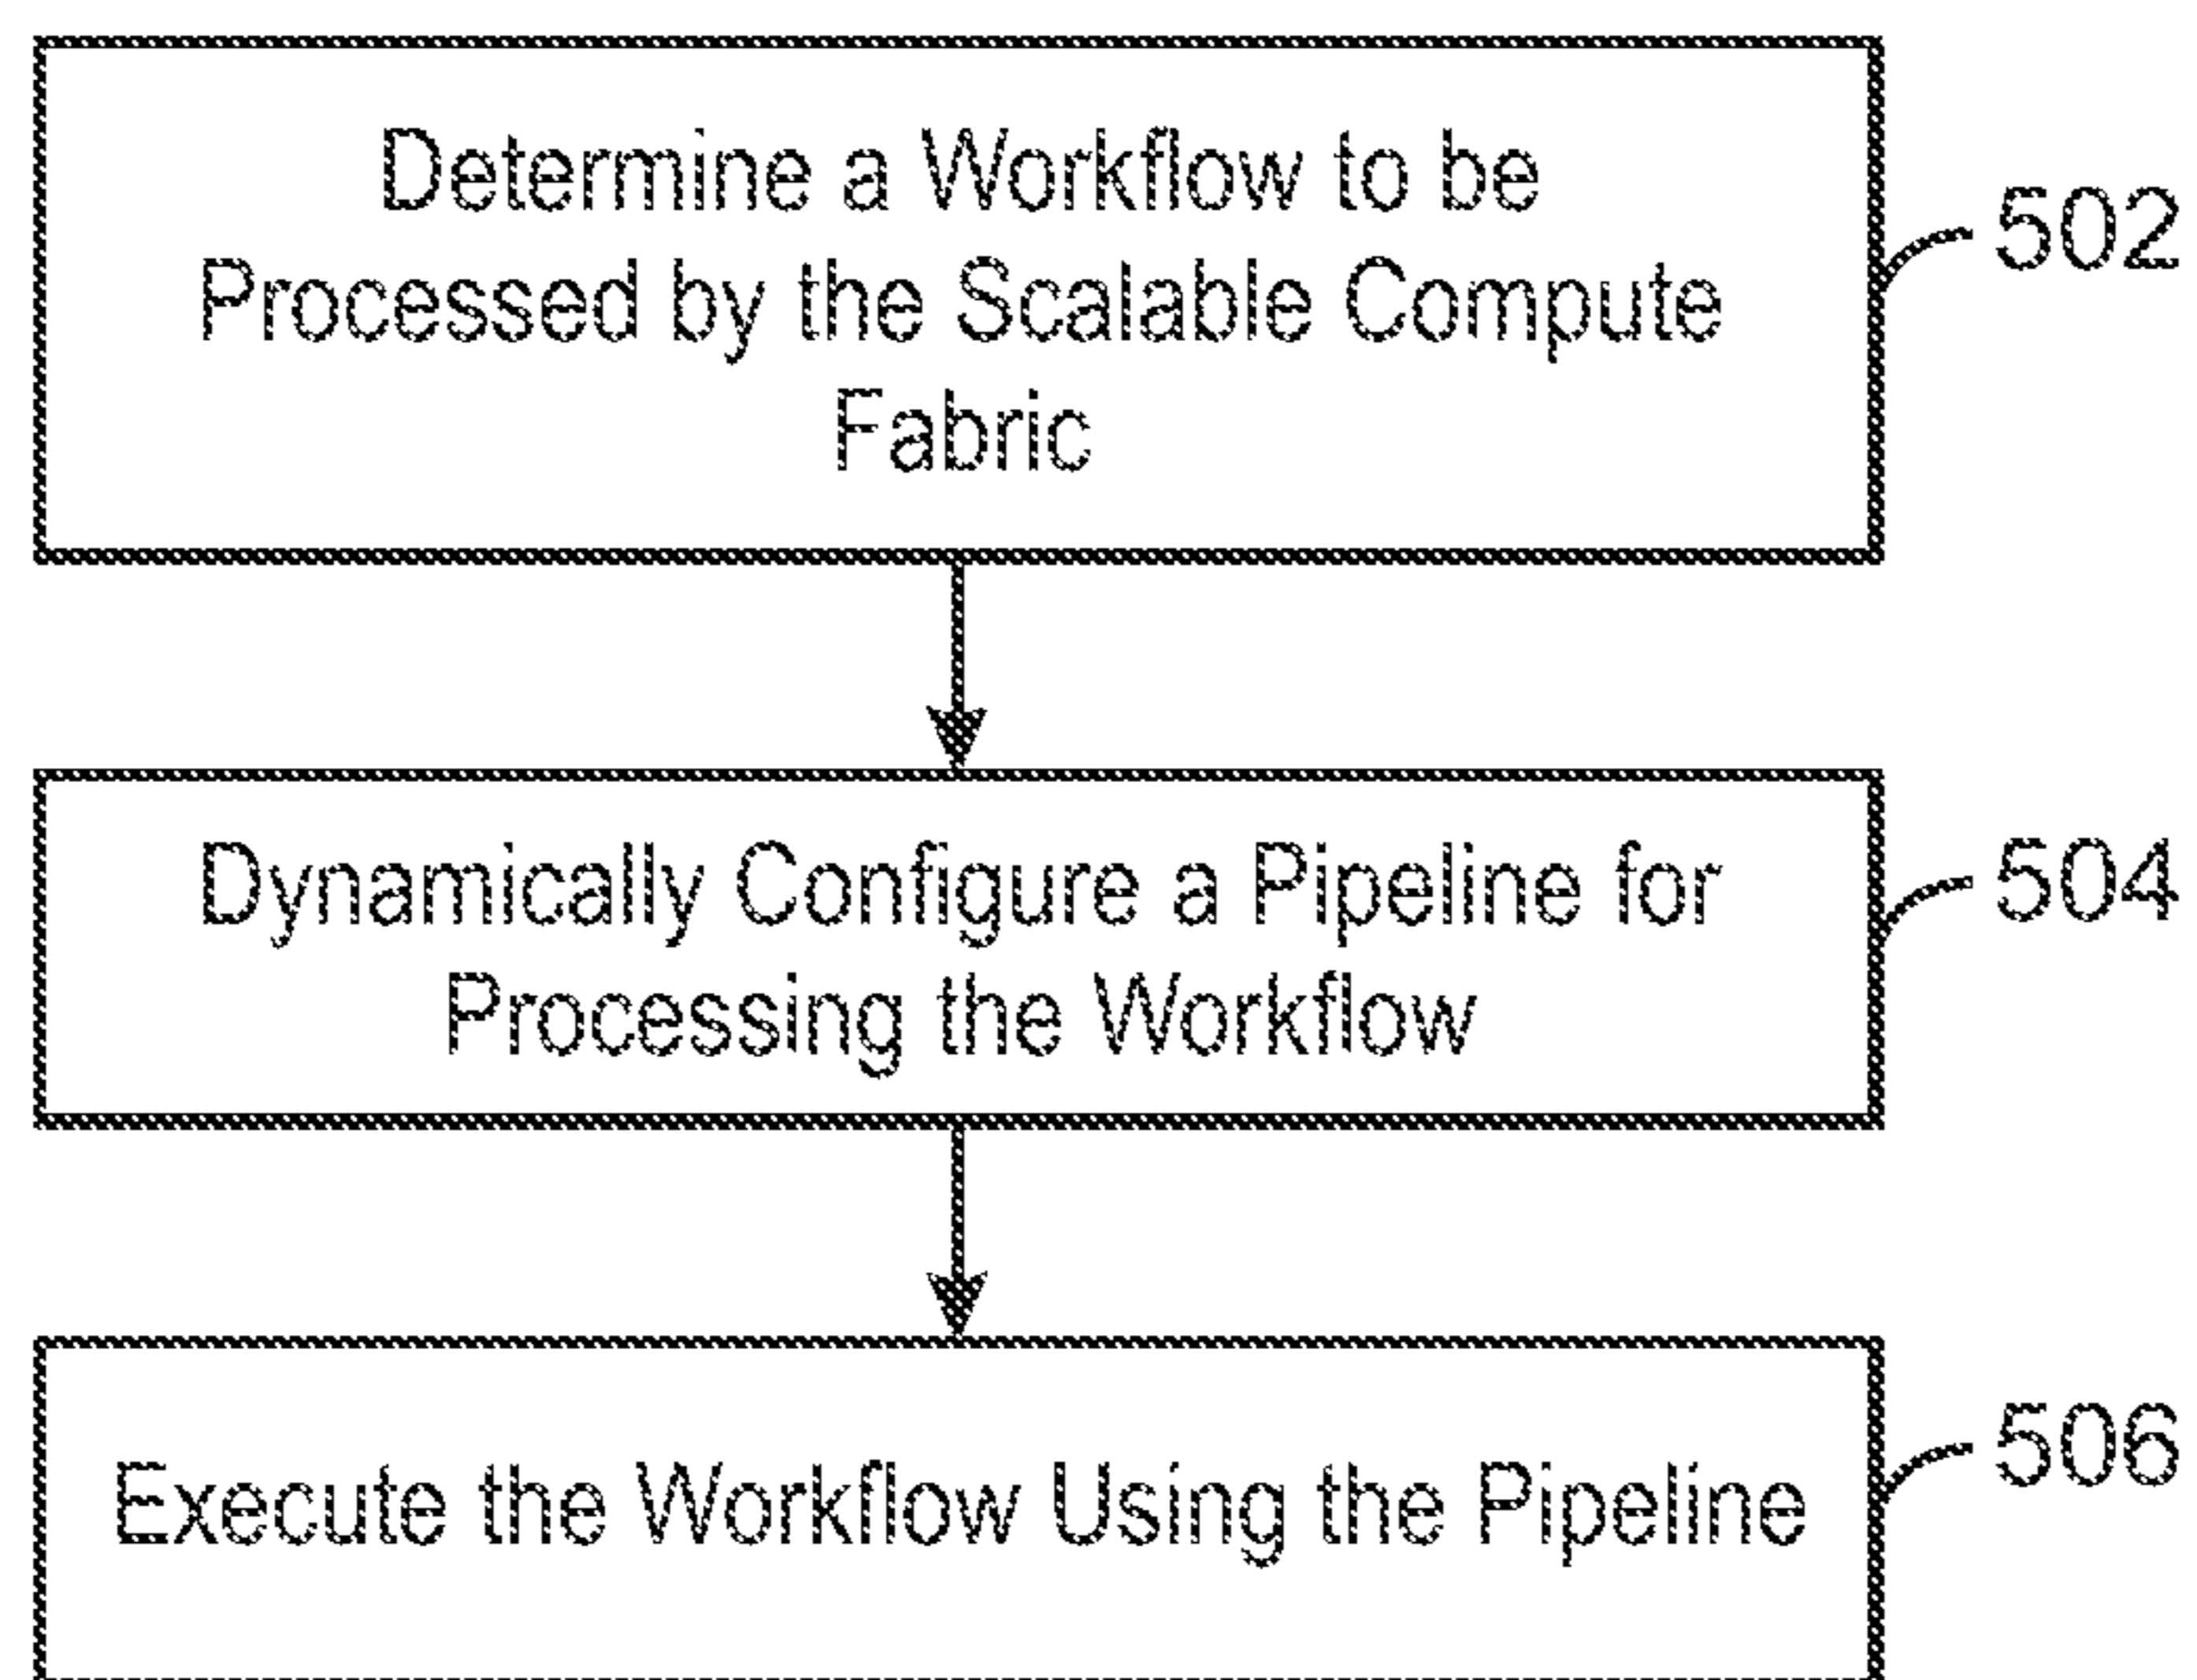 Determine a Workflow to be
Processed by the Scalable Compute
Fabric
502
Dynamically Configure a Pipeline for
Processing the Workflow
504
Execute the Workflow Using the Pipeline
506